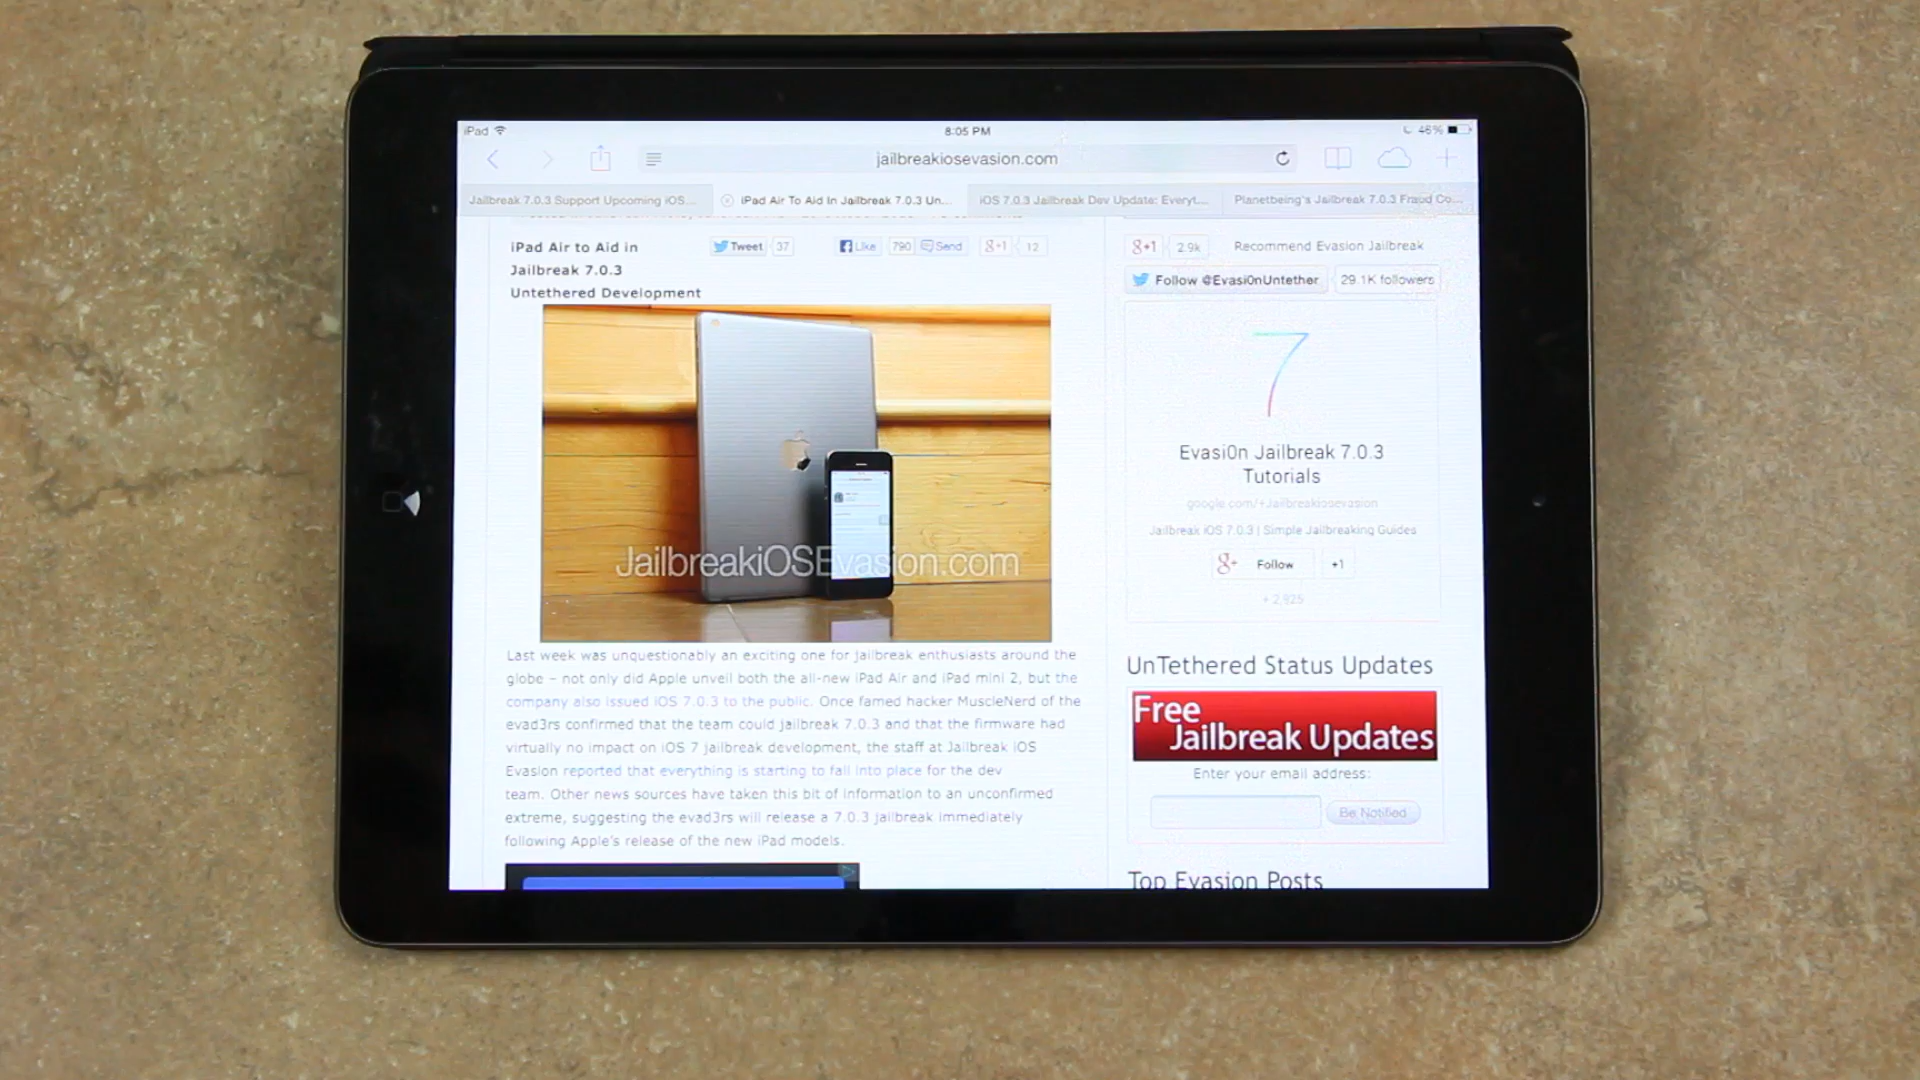 iPad
8:05 PM
46%
jailbreakiosevasion.com
Jailbreak 7.0.3 Support Upcoming iOS...
iPad Air To Aid In Jailbreak 7.0.3 Un...
iOS 7.0.3 Jailbreak Dev Update: Everyt...
Planetbeing's Jailbreak 7.0.3 Fraud Co...
iPad Air to Aid in
Jailbreak 7.0.3
Untethered Development
Tweet 37
Like 790 Send
g+1 12
JailbreakiOSEvasion.com
Last week was unquestionably an exciting one for jailbreak enthusiasts around the
globe – not only did Apple unveil both the all-new iPad Air and iPad mini 2, but the
company also issued iOS 7.0.3 to the public. Once famed hacker MuscleNerd of the
evad3rs confirmed that the team could jailbreak 7.0.3 and that the firmware had
virtually no impact on iOS 7 jailbreak development, the staff at Jailbreak iOS
Evasion reported that everything is starting to fall into place for the dev
team. Other news sources have taken this bit of information to an unconfirmed
extreme, suggesting the evad3rs will release a 7.0.3 jailbreak immediately
following Apple's release of the new iPad models.
g+1 2.9k Recommend Evasion Jailbreak
Follow @Evasi0nUntether 29.1K followers
7
Evasi0n Jailbreak 7.0.3
Tutorials
google.com/+Jailbreakiosevasion
Jailbreak iOS 7.0.3 | Simple Jailbreaking Guides
g+ Follow +1
+ 2,925
UnTethered Status Updates
Free
Jailbreak Updates
Enter your email address:
Be Notified
Top Evasion Posts